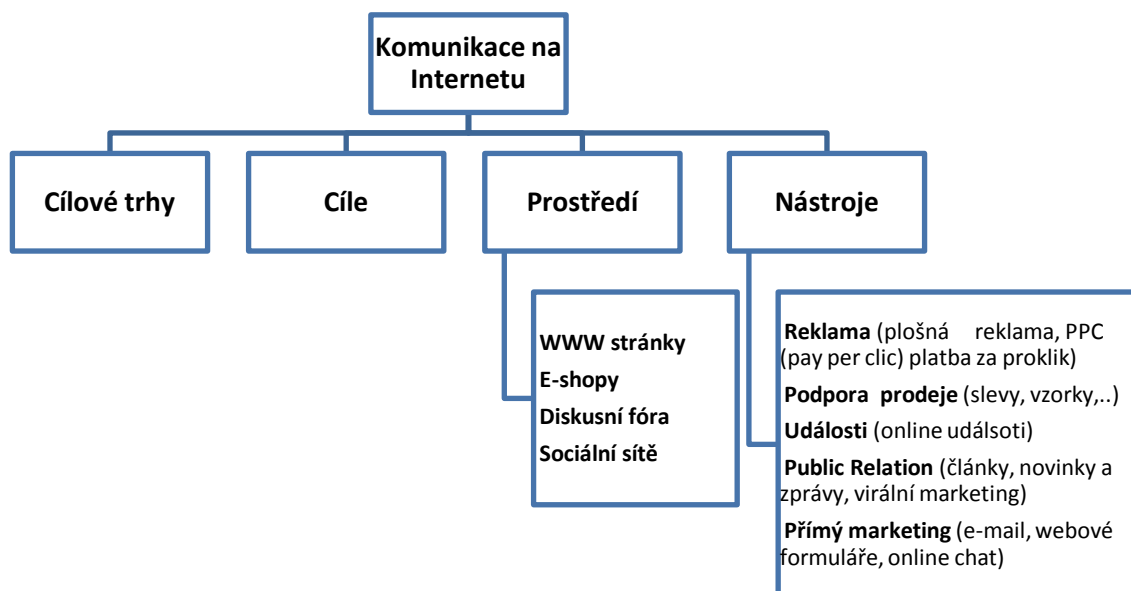 Komunikace na
Internetu
Cílové trhy
Cíle
Prostředí
Nástroje
WWW stránky
E-shopy
Diskusní fóra
Sociální sítě
Reklama (plošná reklama, PPC
(pay per clic) platba za proklik)
Podpora prodeje (slevy, vzorky,..)
Události (online událsoti)
Public Relation (články, novinky a
zprávy, virální marketing)
Přímý marketing (e-mail, webové
formuláře, online chat)